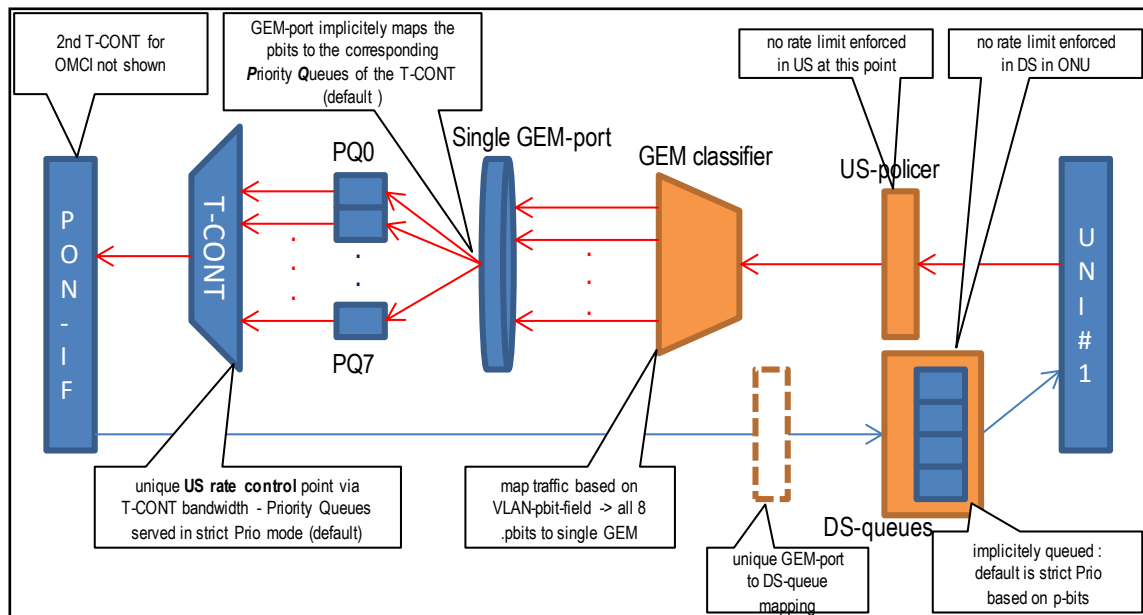 2nd T-CONT for
OMCI not shown
GEM-port implicitely maps the
pbits to the corresponding
Priority Queues of the T-CONT
(default )
no rate limit enforced
in US at this point
no rate limit enforced
in DS in ONU
PON-IF
T-CONT
PQ0
.
.
.
PQ7
Single GEM-port
GEM classifier
US-policer
UNI#1
DS-queues
unique US rate control point via
T-CONT bandwidth - Priority Queues
served in strict Prio mode (default)
map traffic based on
VLAN-pbit-field -> all 8
.pbits to single GEM
unique GEM-port
to DS-queue
mapping
implicitely queued :
default is strict Prio
based on p-bits